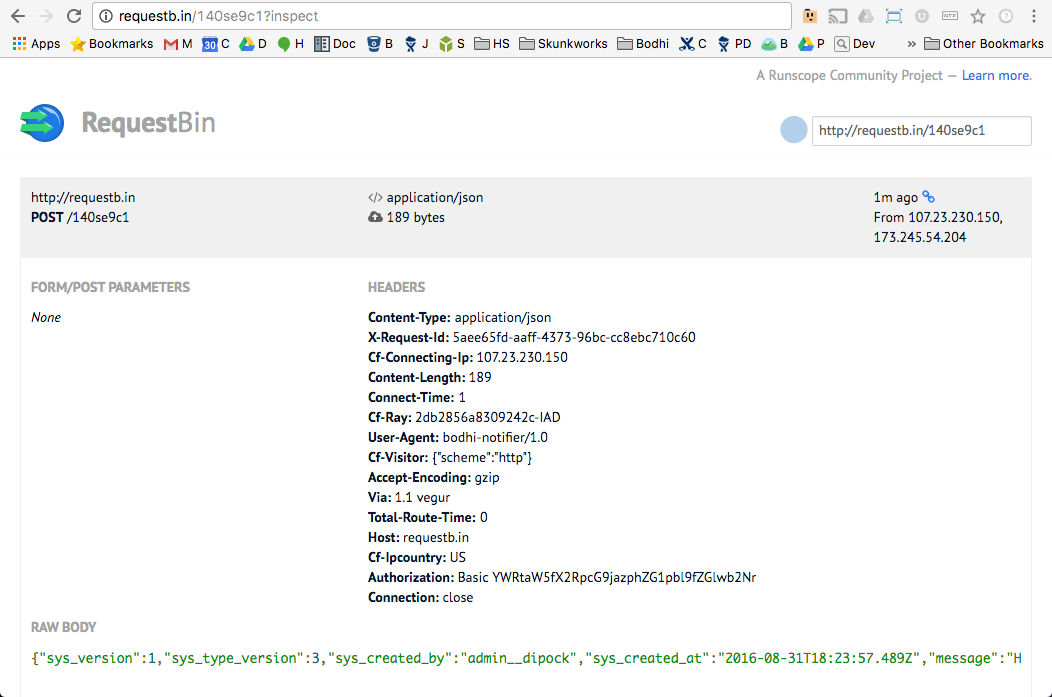 requestb.in/140se9c1?inspect
Apps Bookmarks M 30 C D H Doc B J S HS Skunkworks Bodhi C PD B P Dev » Other Bookmarks
A Runscope Community Project — Learn more.
RequestBin
http://requestb.in/140se9c1
http://requestb.in
POST /140se9c1
</> application/json
189 bytes
1m ago
From 107.23.230.150,
173.245.54.204
FORM/POST PARAMETERS
None
HEADERS
Content-Type: application/json
X-Request-Id: 5aee65fd-aaff-4373-96bc-cc8ebc710c60
Cf-Connecting-Ip: 107.23.230.150
Content-Length: 189
Connect-Time: 1
Cf-Ray: 2db2856a8309242c-IAD
User-Agent: bodhi-notifier/1.0
Cf-Visitor: {"scheme":"http"}
Accept-Encoding: gzip
Via: 1.1 vegur
Total-Route-Time: 0
Host: requestb.in
Cf-Ipcountry: US
Authorization: Basic YWRtaW5fX2RpcG9jazphZG1pbl9fZGlwb2Nr
Connection: close
RAW BODY
{"sys_version":1,"sys_type_version":3,"sys_created_by":"admin__dipock","sys_created_at":"2016-08-31T18:23:57.489Z","message":"H